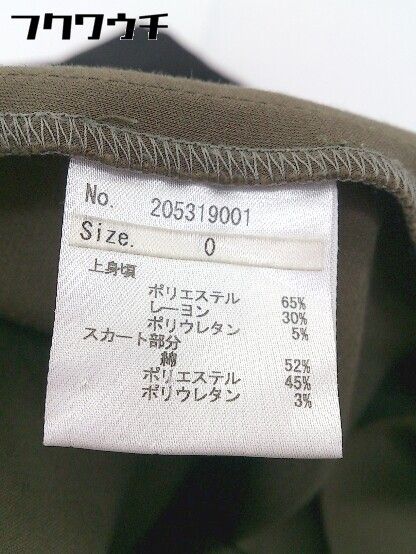 フクワウチ
No. 205319001
Size. 0
上身頃
ポリエステル 65%
レーヨン 30%
ポリウレタン 5%
スカート部分
綿 52%
ポリエステル 45%
ポリウレタン 3%